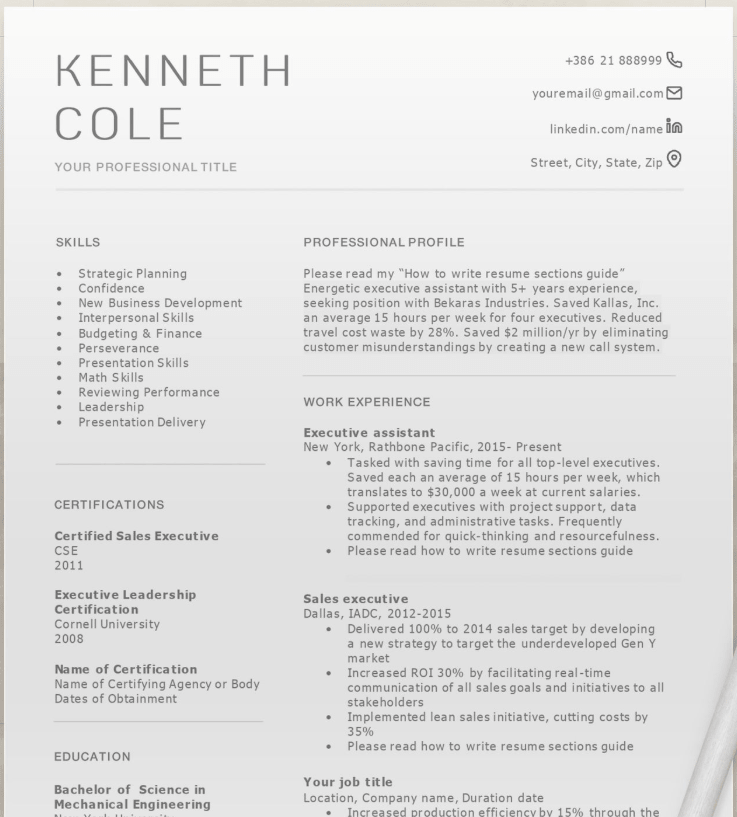 KENNETH
COLE
YOUR PROFESSIONAL TITLE
+386 21 888999
youremail@gmail.com
linkedin.com/name
Street, City, State, Zip
SKILLS
• Strategic Planning
• Confidence
• New Business Development
• Interpersonal Skills
• Budgeting & Finance
• Perseverance
• Presentation Skills
• Math Skills
• Reviewing Performance
• Leadership
• Presentation Delivery
CERTIFICATIONS
Certified Sales Executive
CSE
2011
Executive Leadership
Certification
Cornell University
2008
Name of Certification
Name of Certifying Agency or Body
Dates of Obtainment
EDUCATION
Bachelor of Science in
Mechanical Engineering
PROFESSIONAL PROFILE
Please read my “How to write resume sections guide”
Energetic executive assistant with 5+ years experience,
seeking position with Bekaras Industries. Saved Kallas, Inc.
an average 15 hours per week for four executives. Reduced
travel cost waste by 28%. Saved $2 million/yr by eliminating
customer misunderstandings by creating a new call system.
WORK EXPERIENCE
Executive assistant
New York, Rathbone Pacific, 2015- Present
• Tasked with saving time for all top-level executives.
Saved each an average of 15 hours per week, which
translates to $30,000 a week at current salaries.
• Supported executives with project support, data
tracking, and administrative tasks. Frequently
commended for quick-thinking and resourcefulness.
• Please read how to write resume sections guide
Sales executive
Dallas, IADC, 2012-2015
• Delivered 100% to 2014 sales target by developing
a new strategy to target the underdeveloped Gen Y
market
• Increased ROI 30% by facilitating real-time
communication of all sales goals and initiatives to all
stakeholders
• Implemented lean sales initiative, cutting costs by
35%
• Please read how to write resume sections guide
Your job title
Location, Company name, Duration date
• Increased production efficiency by 15% through the